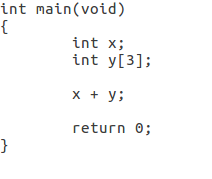 int main(void)
{
        int x;
        int y[3];

        x + y;

        return 0;
}